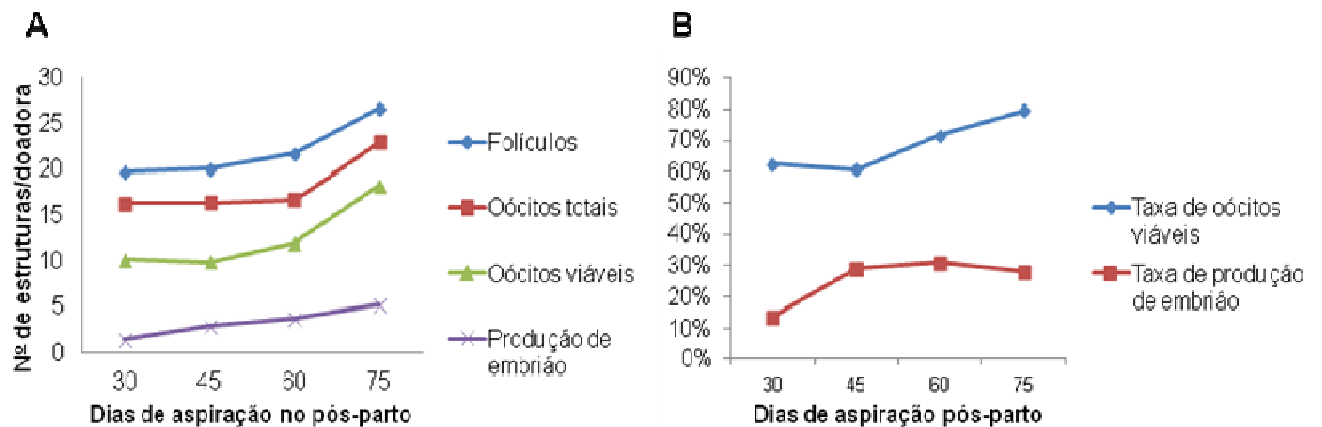 A
Nº de estruturas/doadora
30
25
20
15
10
5
0
30 45 60 75
Dias de aspiração no pós-parto
Folículos
Oócitos totais
Oócitos viáveis
Produção de
embrião
B
90%
80%
70%
60%
50%
40%
30%
20%
10%
0%
30 45 60 75
Dias de aspiração pós-parto
Taxa de oócitos
viáveis
Taxa de produção
de embrião